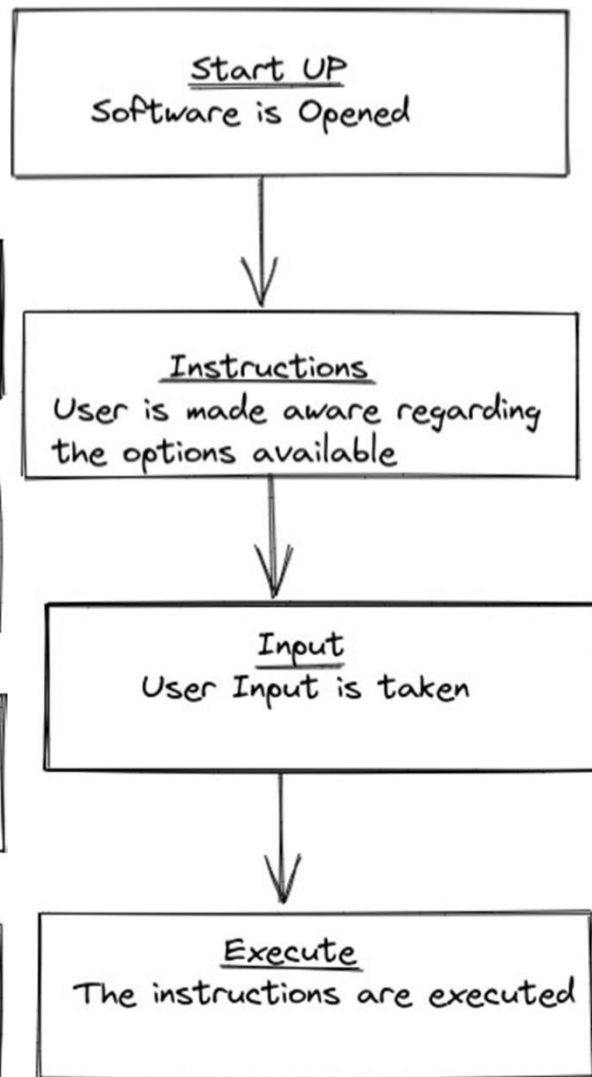 Start UP
Software is Opened
Instructions
User is made aware regarding
the options available
Input
User Input is taken
Execute
The instructions are executed